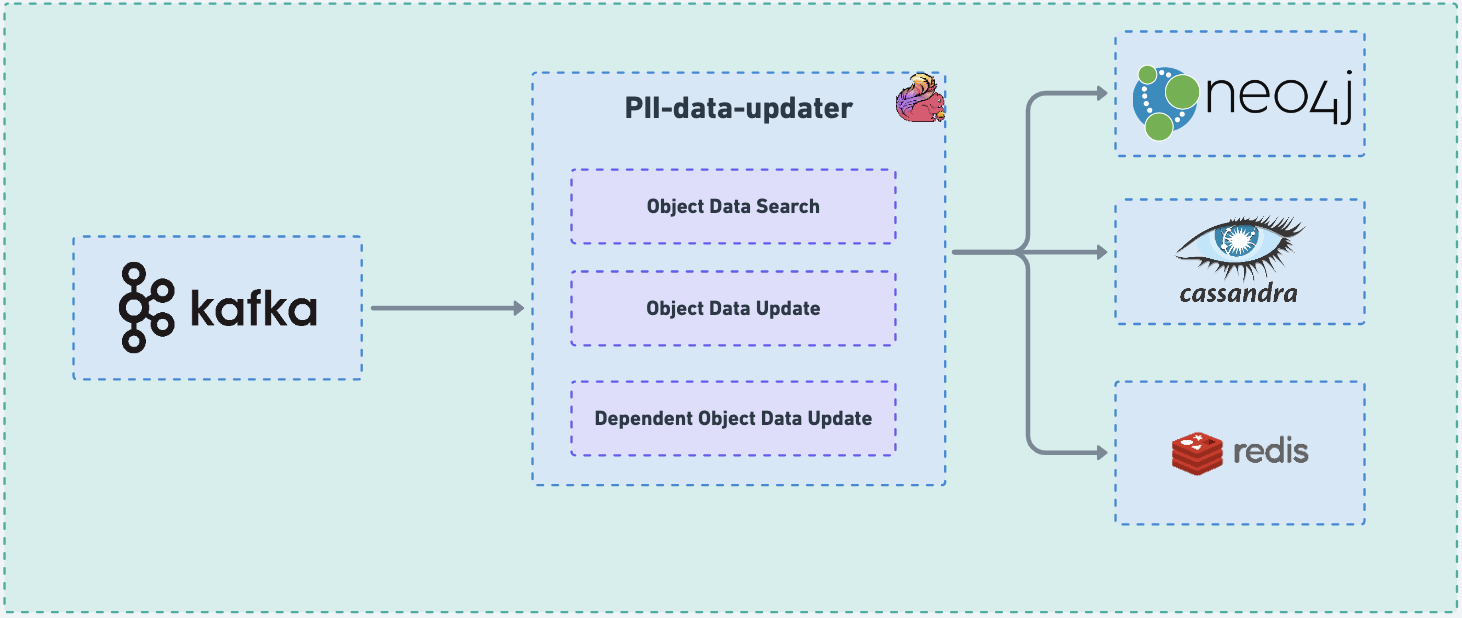 PII-data-updater
Object Data Search
Object Data Update
Dependent Object Data Update
kafka
neo4j
cassandra
redis